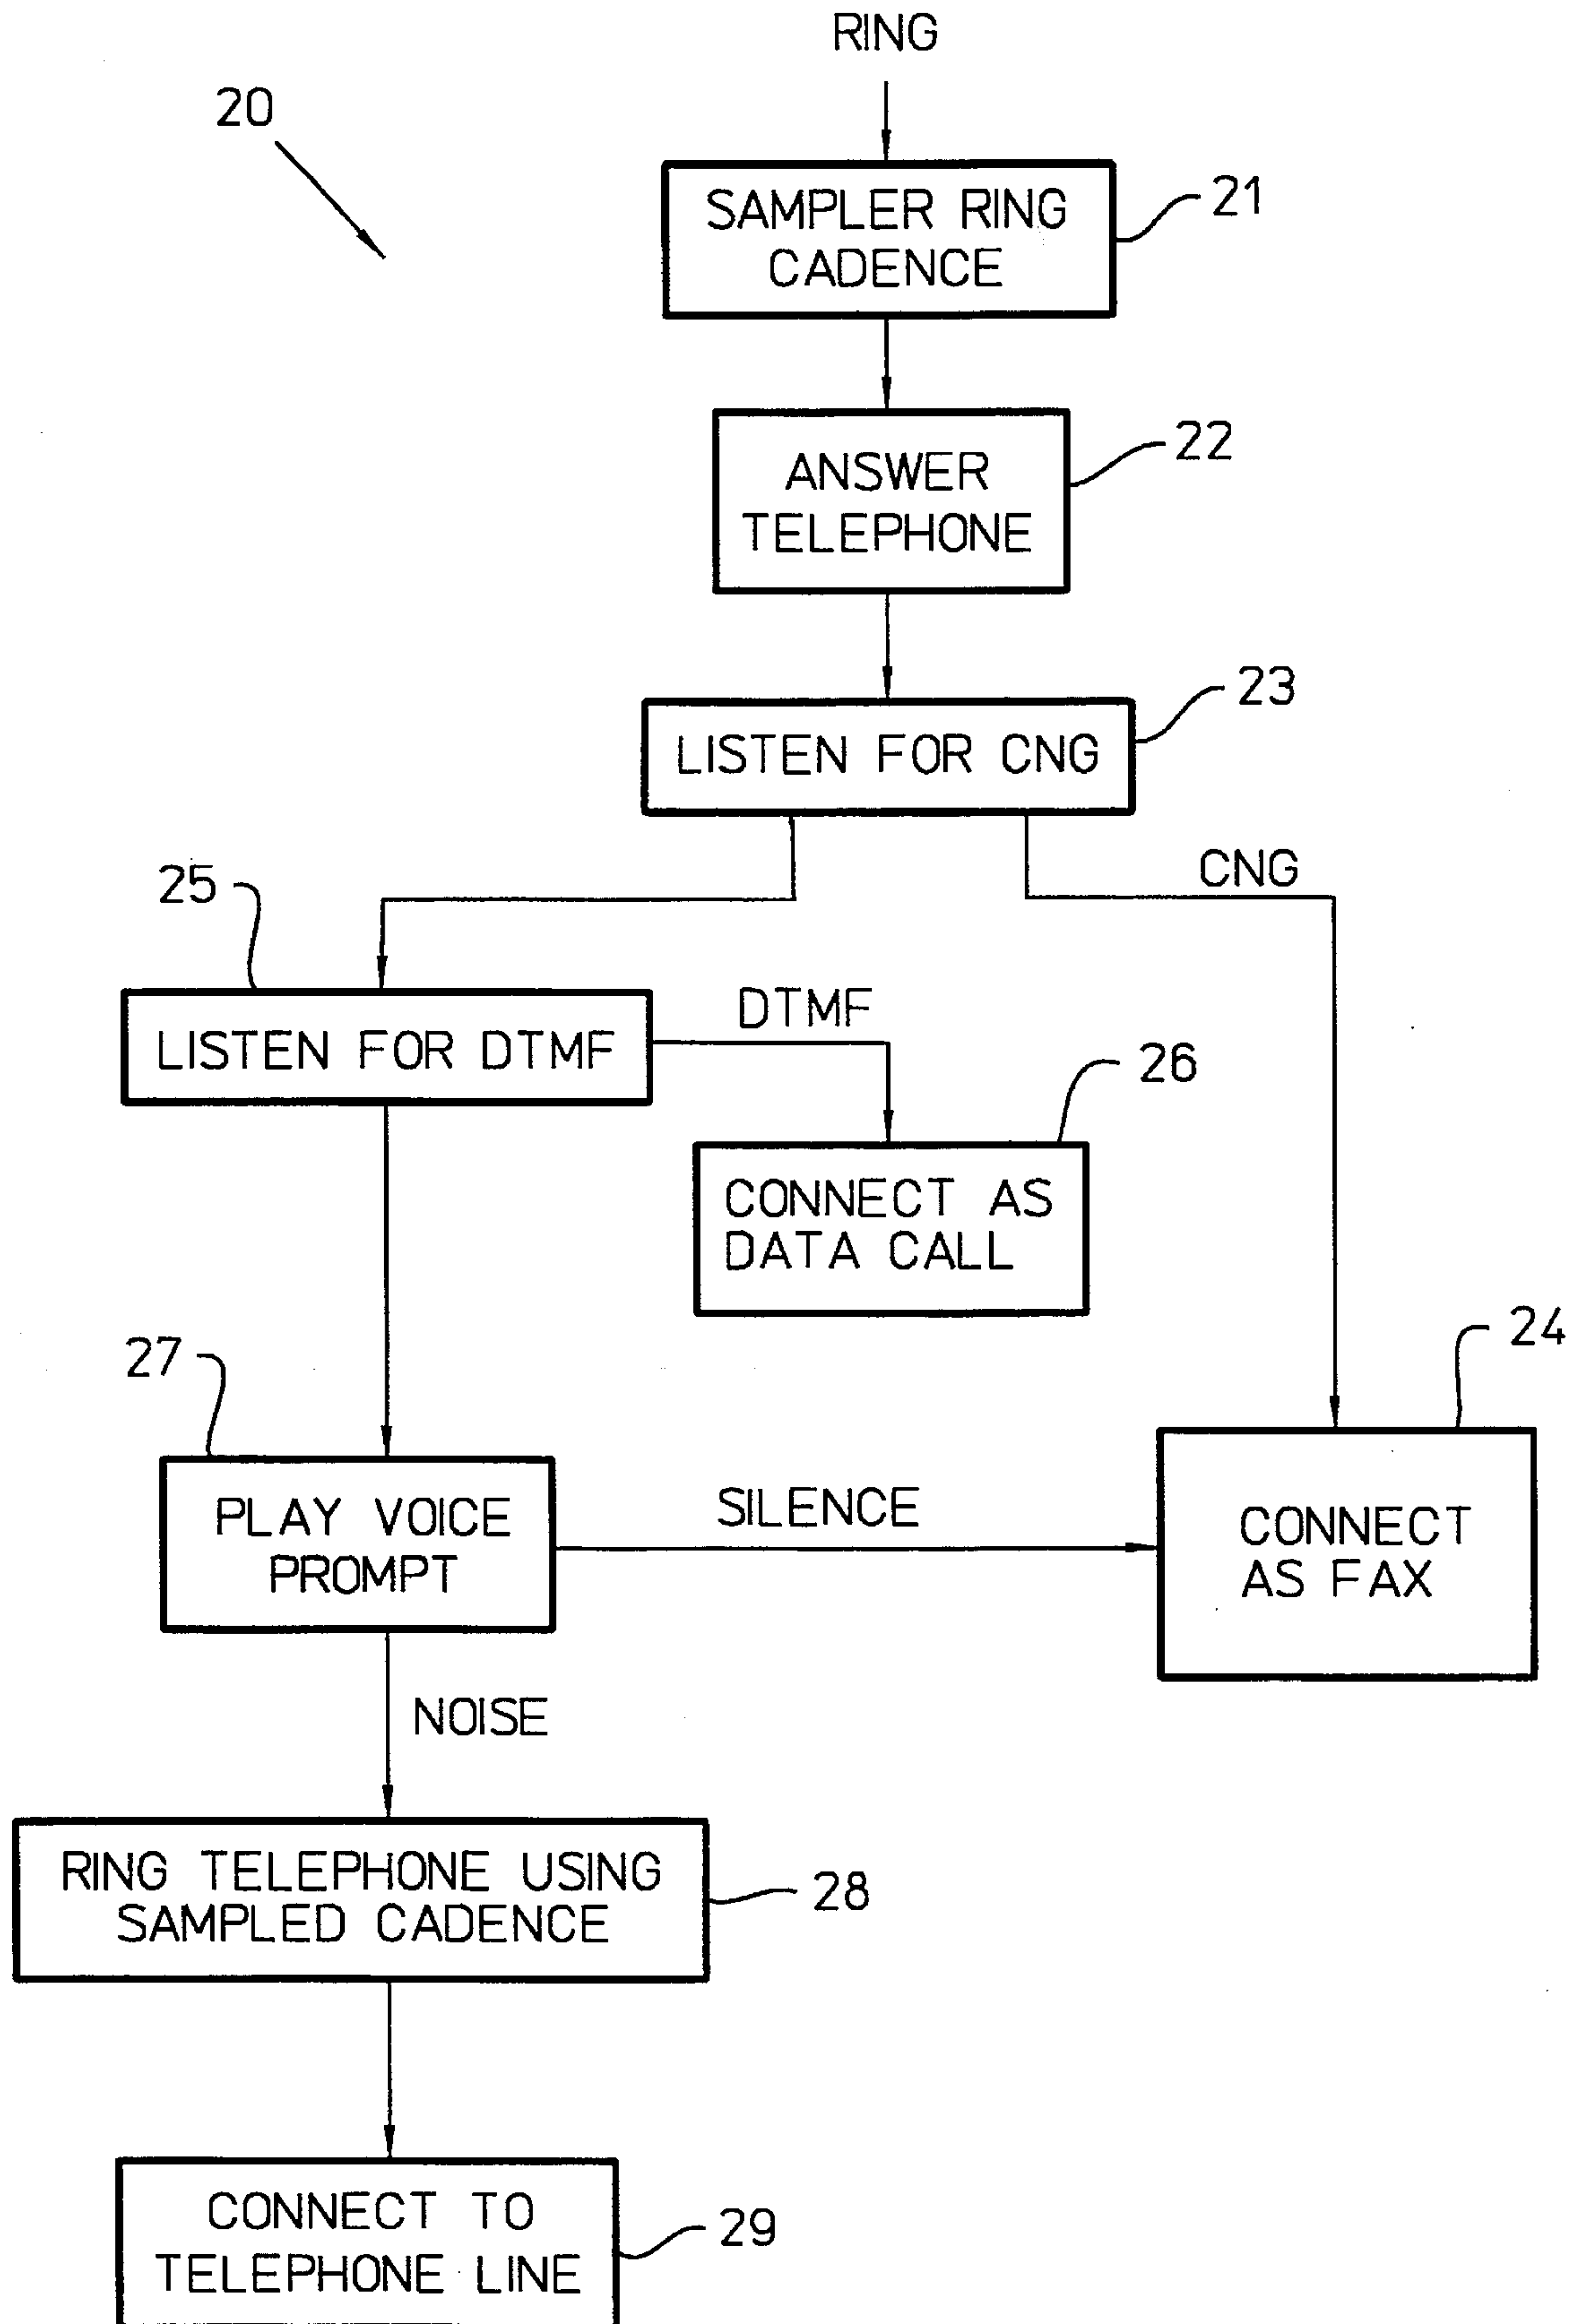 RING
20
SAMPLER RING
CADENCE
21
ANSWER
TELEPHONE
22
LISTEN FOR CNG
23
CNG
25
LISTEN FOR DTMF
DTMF
26
CONNECT AS
DATA CALL
27
PLAY VOICE
PROMPT
SILENCE
24
CONNECT
AS FAX
NOISE
RING TELEPHONE USING
SAMPLED CADENCE
28
CONNECT TO
TELEPHONE LINE
29